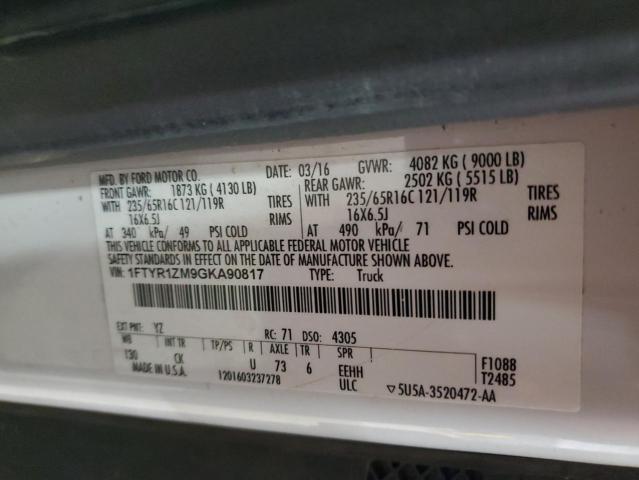 MFD. BY FORD MOTOR CO. DATE: 03/16 GVWR: 4082 KG ( 9000 LB)
FRONT GAWR: 1873 KG ( 4130 LB) REAR GAWR: 2502 KG ( 5515 LB)
WITH 235/65R16C 121/119R TIRES WITH 235/65R16C 121/119R TIRES
16X6.5J RIMS 16X6.5J RIMS
AT 340 kPa/ 49 PSI COLD AT 490 kPa/ 71 PSI COLD
THIS VEHICLE CONFORMS TO ALL APPLICABLE FEDERAL MOTOR VEHICLE
SAFETY STANDARDS IN EFFECT ON THE DATE OF MANUFACTURE SHOWN ABOVE.
VIN: 1FTYR1ZM9GKA90817 TYPE: Truck
EXT PNT: YZ RC: 71 DSO: 4305
WB INT TR TP/PS R AXLE TR SPR F1088
130 CK U 73 6 EEHH T2485
MADE IN U.S.A. 1201603237278 ULC ▽5U5A-3520472-AA